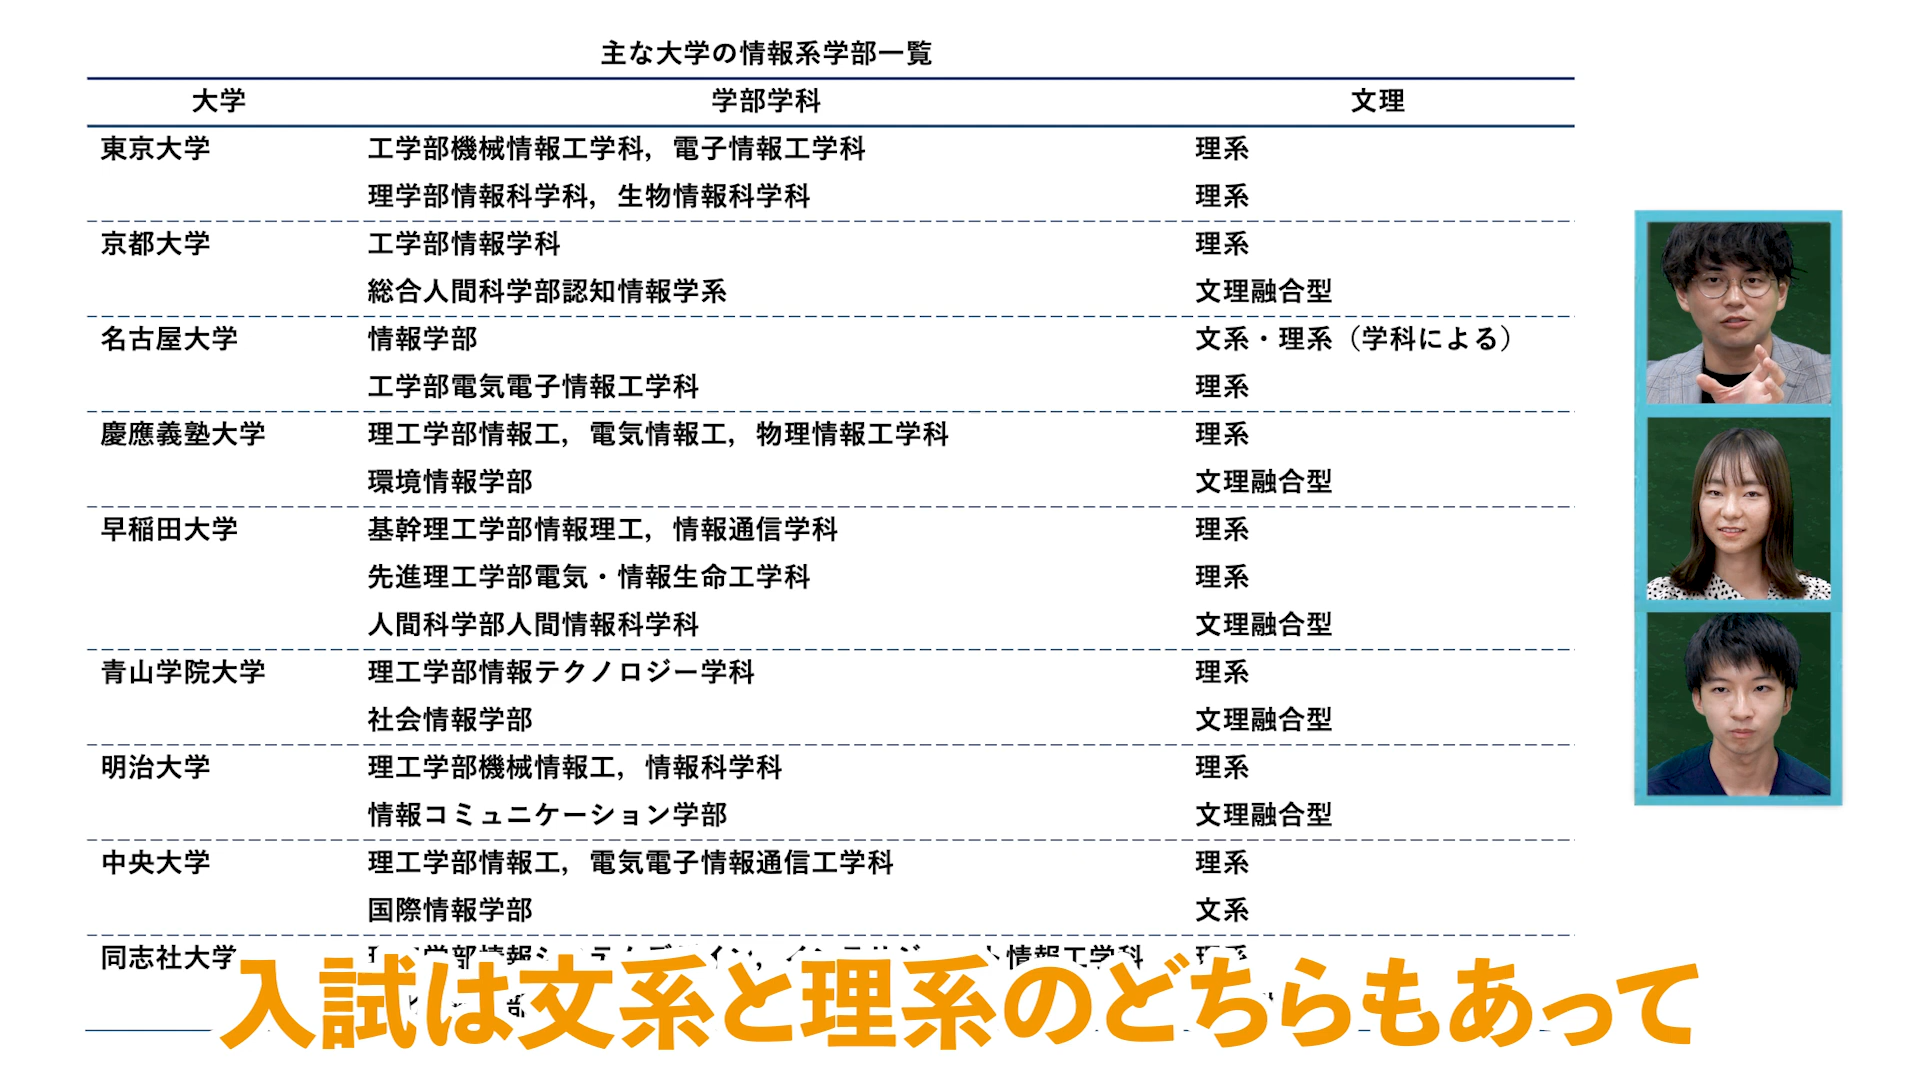 主な大学の情報系学部一覧
大学 学部学科 文理
東京大学 工学部機械情報工学科，電子情報工学科 理系
理学部情報科学科，生物情報科学科 理系
京都大学 工学部情報学科 理系
総合人間科学部認知情報学系 文理融合型
名古屋大学 情報学部 文系・理系（学科による）
工学部電気電子情報工学科 理系
慶應義塾大学 理工学部情報工，電気情報工，物理情報工学科 理系
環境情報学部 文理融合型
早稲田大学 基幹理工学部情報理工，情報通信学科 理系
先進理工学部電気・情報生命工学科 理系
人間科学部人間情報科学科 文理融合型
青山学院大学 理工学部情報テクノロジー学科 理系
社会情報学部 文理融合型
明治大学 理工学部機械情報工，情報科学科 理系
情報コミュニケーション学部 文理融合型
中央大学 理工学部情報工，電気電子情報通信工学科 理系
国際情報学部 文系
同志社大学 情報工学科 理系
入試は文系と理系のどちらもあって